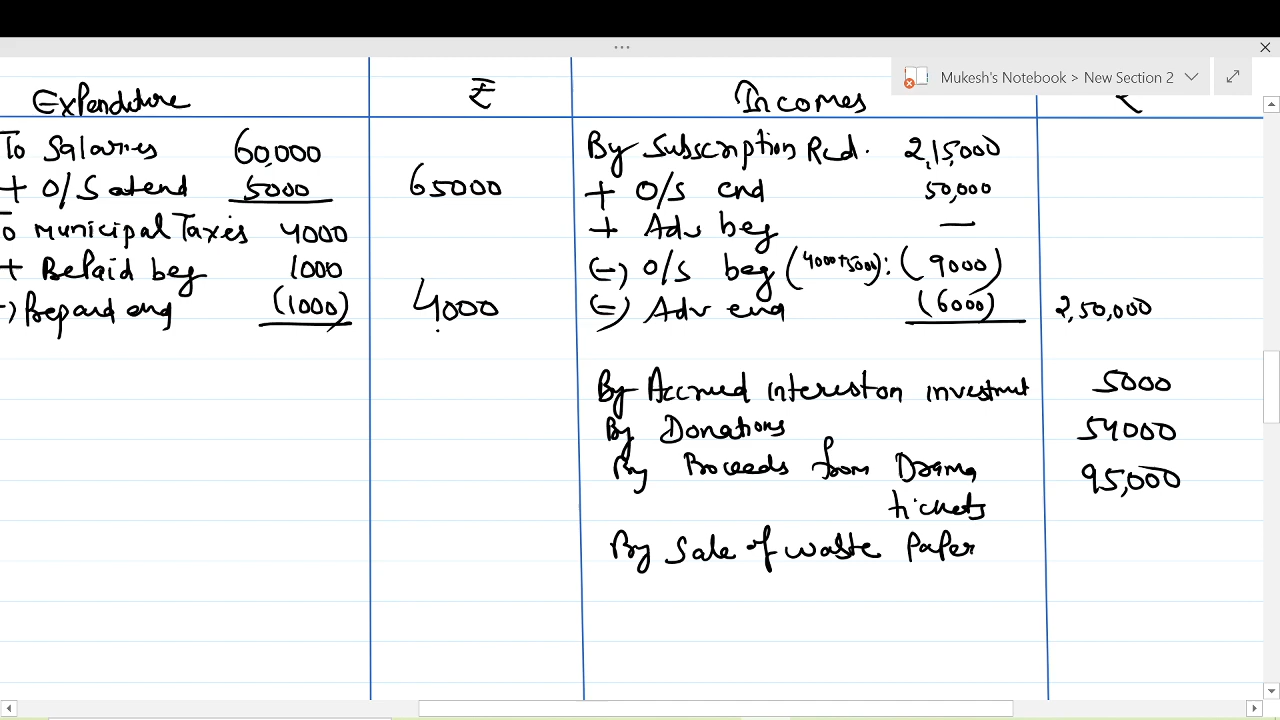 Mukesh's Notebook > New Section 2
Expenditure ₹ Incomes ₹
To Salaries 60,000
+ O/S at end 5000 65000
To Municipal Taxes 4000
+ Prepaid beg 1000
(-) Prepaid end (1000) 4000
By Subscription Rcd. 2,15,000
+ O/S end 50,000
+ Adv beg —
(-) O/S beg (4000+5000): (9000)
(-) Adv end (6000) 2,50,000
By Accrued interest on investment 5000
By Donations 54000
By Proceeds from Drama 95,000
tickets
By Sale of waste Paper